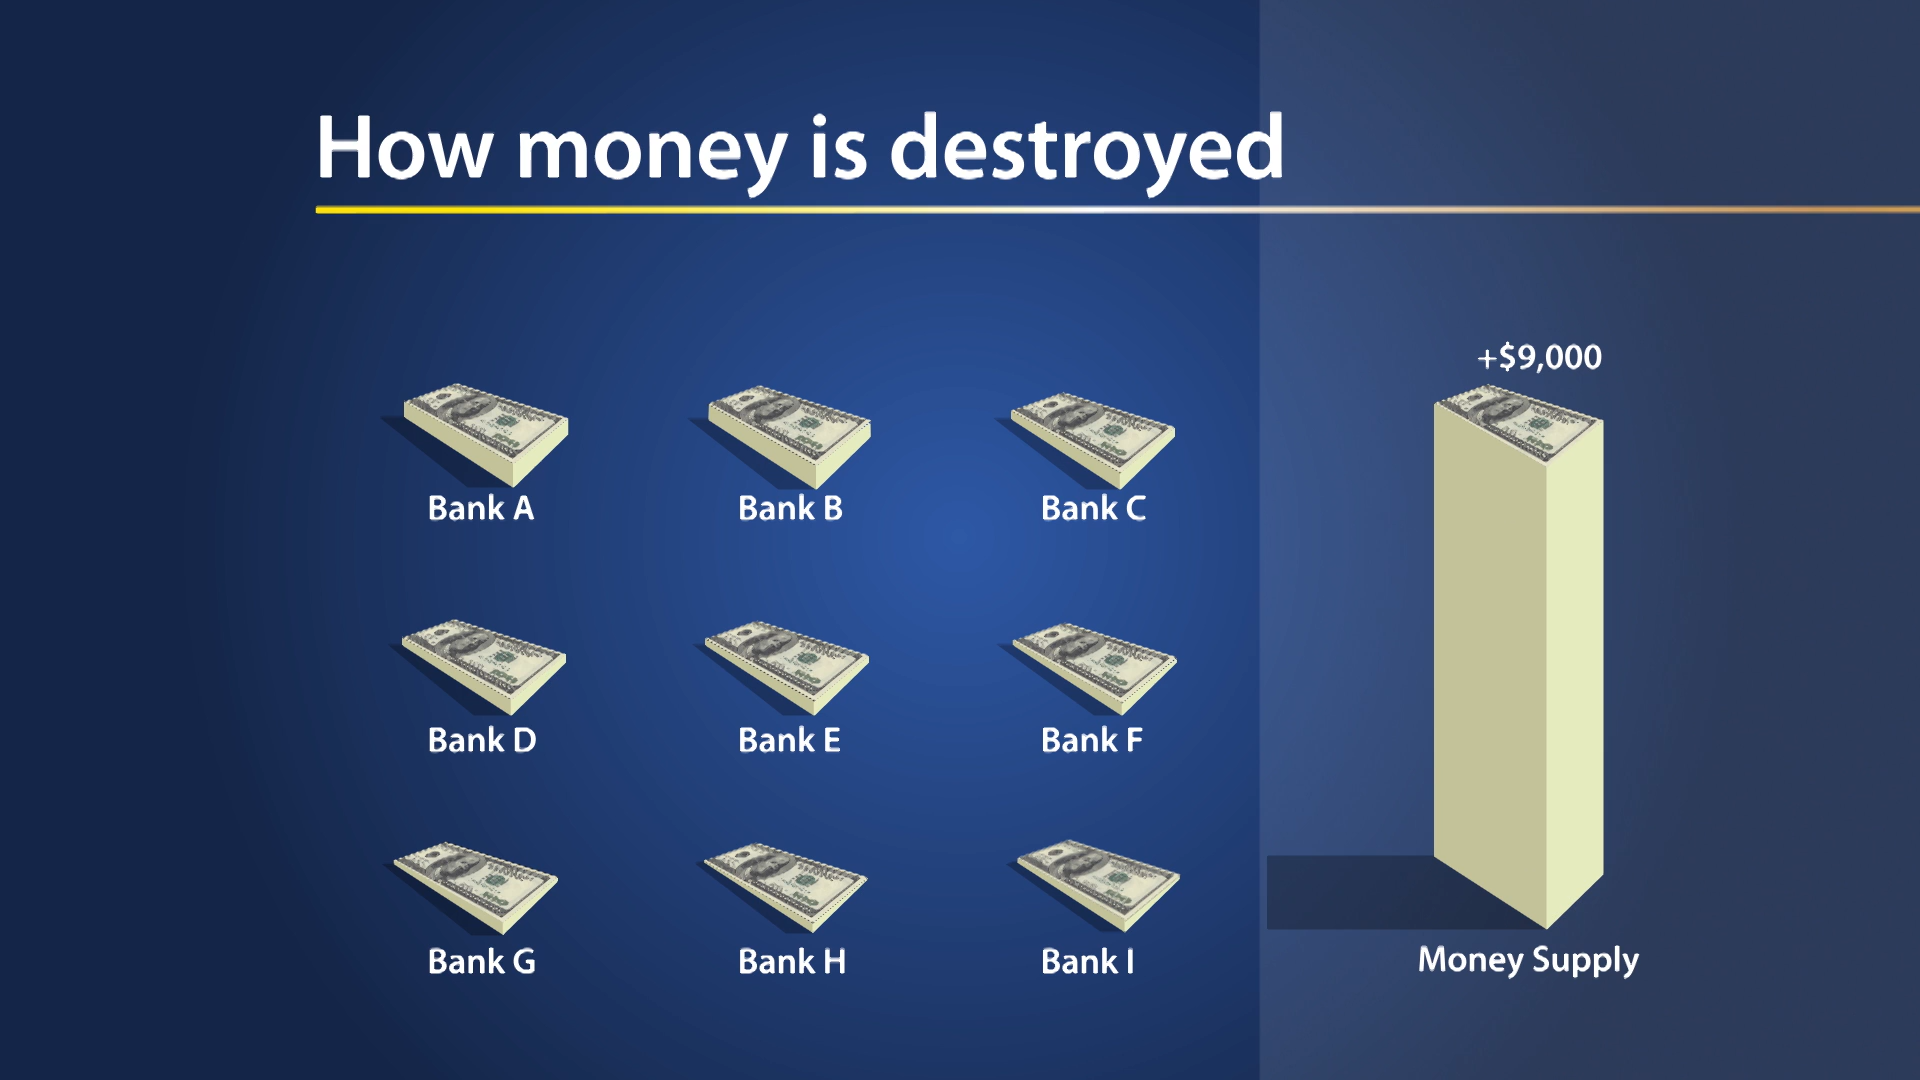 How money is destroyed
+$9,000
Bank A
Bank B
Bank C
Bank D
Bank E
Bank F
Bank G
Bank H
Bank I
Money Supply